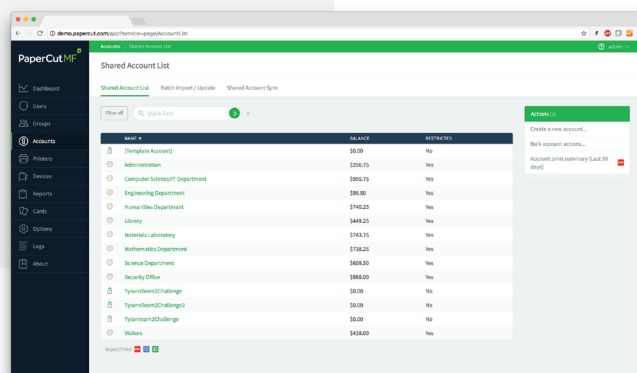 demo.papercut.com/app?service=page/AccountList
PaperCut MF
Accounts Shared Account List
admin
Shared Account List
Shared Account List Batch Import / Update Shared Account Sync
Filter off Quick-Find
Dashboard
Users
Groups
Accounts
Printers
Devices
Reports
Cards
Options
Logs
About
NAME BALANCE RESTRICTED
[Template Account] $0.00 No
Administration $256.75 Yes
Computer Science/IT Department $995.75 Yes
Engineering Department $99.50 Yes
Humanities Department $740.25 Yes
Library $449.25 Yes
Materials Laboratory $743.75 Yes
Mathematics Department $738.25 Yes
Science Department $609.50 Yes
Security Office $968.00 Yes
TysonsTeam2Challenge $0.00 No
TysonsTeam2Challenge2 $0.00 No
Tysonteam2Challenge $0.00 No
Visitors $418.00 Yes
Export/Print
Actions (3)
Create a new account...
Bulk account actions...
Account print summary (Last 30
days)